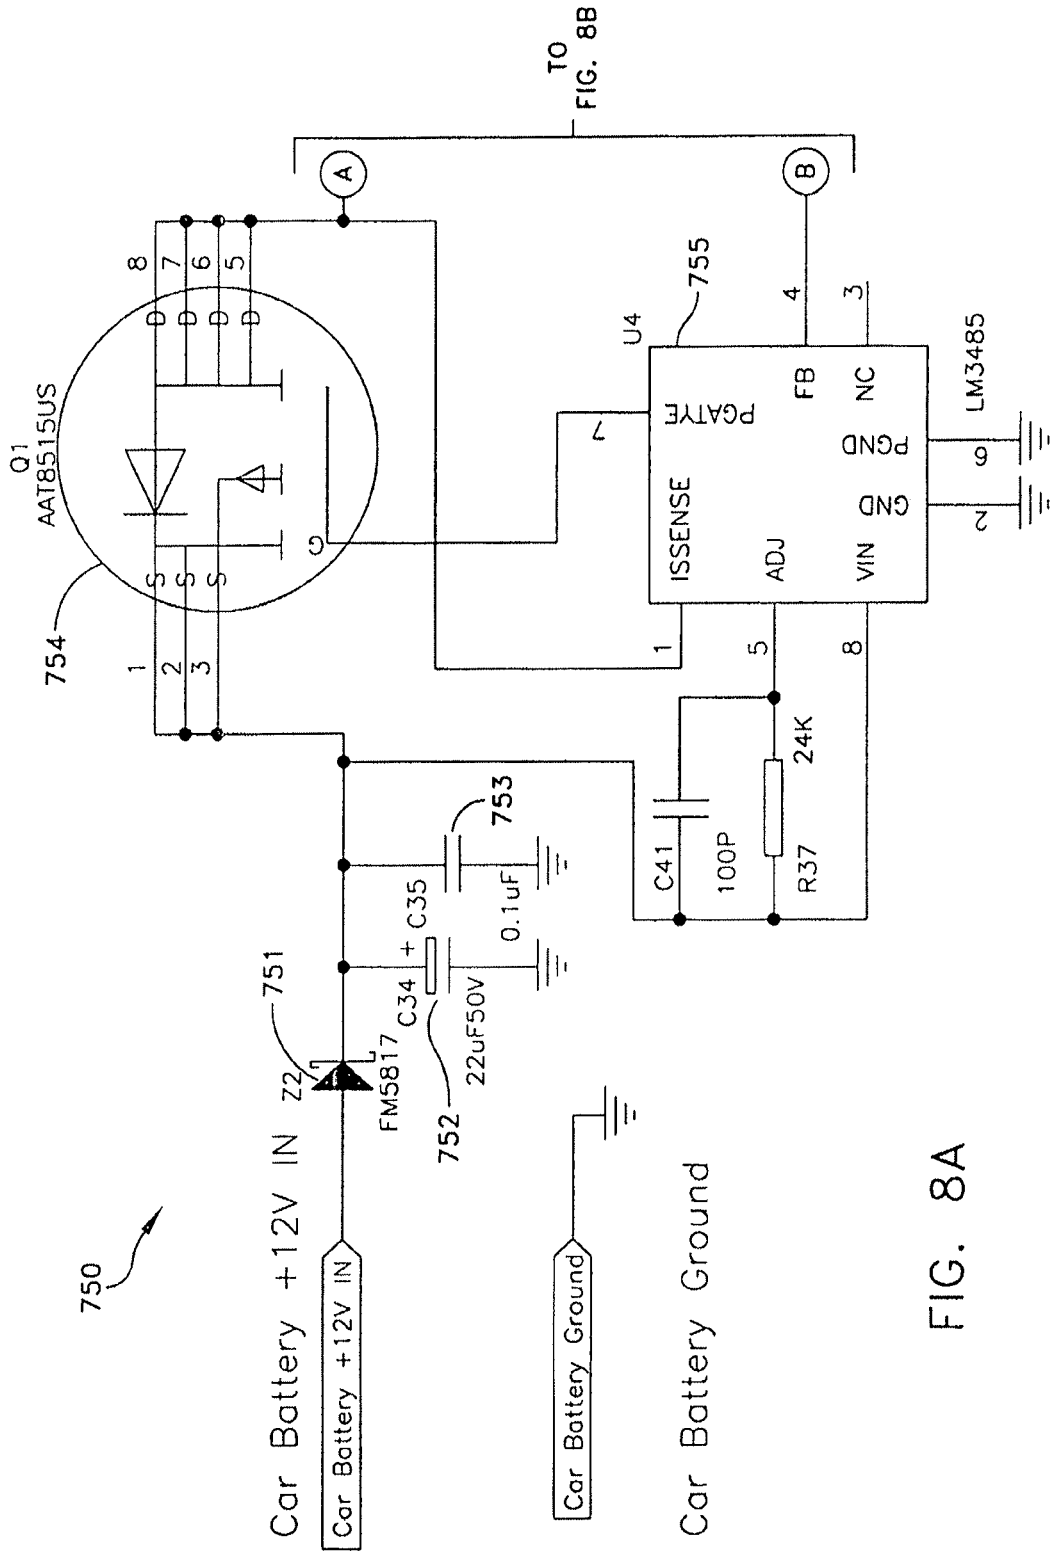 750
Car Battery +12V IN
Car Battery +12V IN
Car Battery Ground
Car Battery Ground
Z2
751
FM5817
C34
+
752
22uF50V
C35
753
0.1uF
754
Q1
AAT8515US
1
2
3
S
S
S
G
D
D
D
D
8
7
6
5
A
TO
FIG. 8B
B
C41
100P
R37
24K
1
5
8
7
4
3
2
6
ISSENSE
ADJ
VIN
PGATYE
FB
NC
GND
PGND
U4
755
LM3485
FIG. 8A